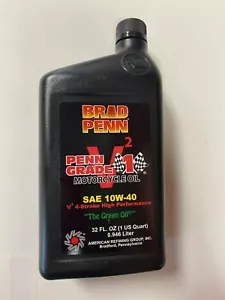 BRAD
PENN
2
PENN
GRADE 1
V
MOTORCYCLE OIL
SAE 10W-40
V² 4-Stroke High Performance
"The Green Oil®"
32 FL. OZ (1 US Quart)
0.946 Liter
AMERICAN REFINING GROUP, INC.
Bradford, Pennsylvania